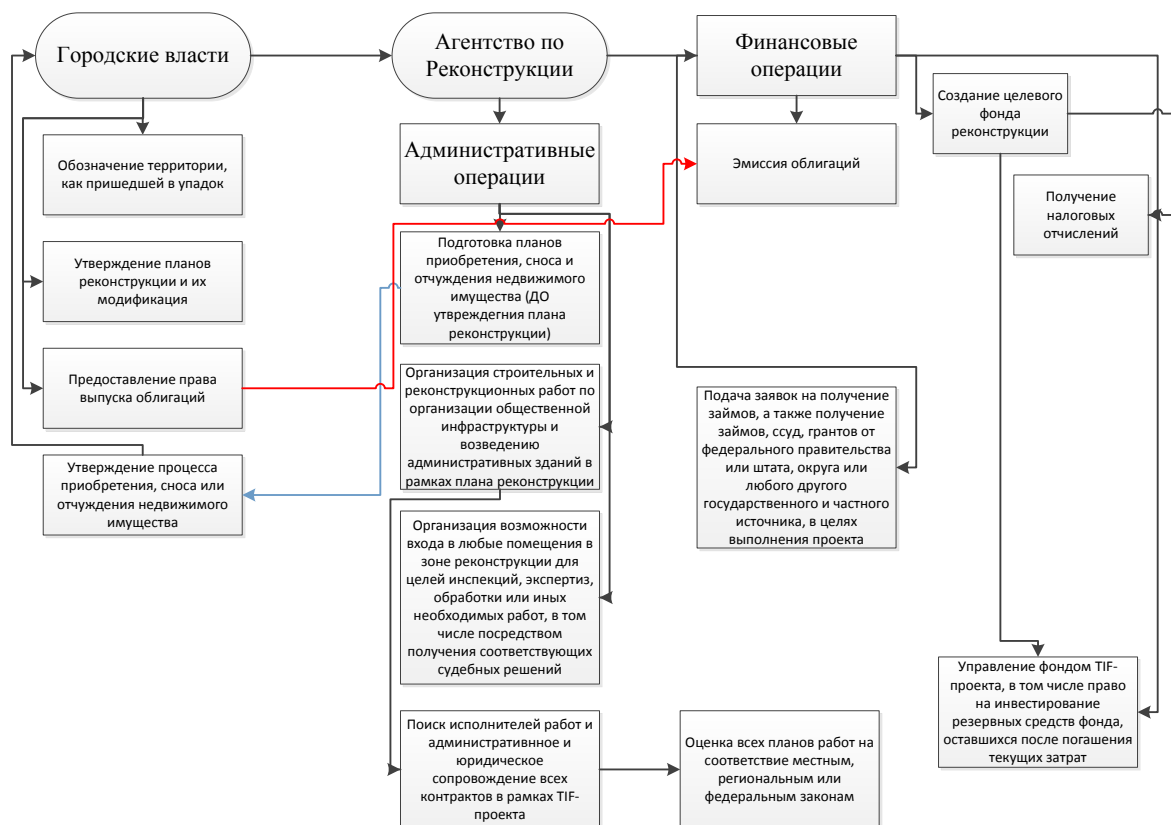 Городские власти
Агентство по
Реконструкции
Финансовые
операции
Создание целевого
фонда
реконструкции
Обозначение территории,
как пришедшей в упадок
Административные
операции
Эмиссия облигаций
Получение
налоговых
отчислений
Утверждение планов
реконструкции и их
модификация
Подготовка планов
приобретения, сноса и
отчуждения недвижимого
имущества (ДО
утвреждегния плана
реконструкции)
Предоставление права
выпуска облигаций
Организация строительных и
реконструкционных работ по
организации общественной
инфраструктуры и
возведению
административных зданий в
рамках плана реконструкции
Подача заявок на получение
займов, а также получение
займов, ссуд, грантов от
федерального правительства
или штата, округа или
любого другого
государственного и частного
источника, в целях
выполнения проекта
Утверждение процесса
приобретения, сноса или
отчуждения недвижимого
имущества
Организация возможности
входа в любые помещения в
зоне реконструкции для
целей инспекций, экспертиз,
обработки или иных
необходимых работ, в том
числе посредством
получения соответствующих
судебных решений
Управление фондом TIF-
проекта, в том числе право
на инвестирование
резервных средств фонда,
оставшихся после погашения
текущих затрат
Поиск исполнителей работ и
административнное и
юридическое
сопровождение всех
контрактов в рамках TIF-
проекта
Оценка всех планов работ на
соответствие местным,
региональным или
федеральным законам